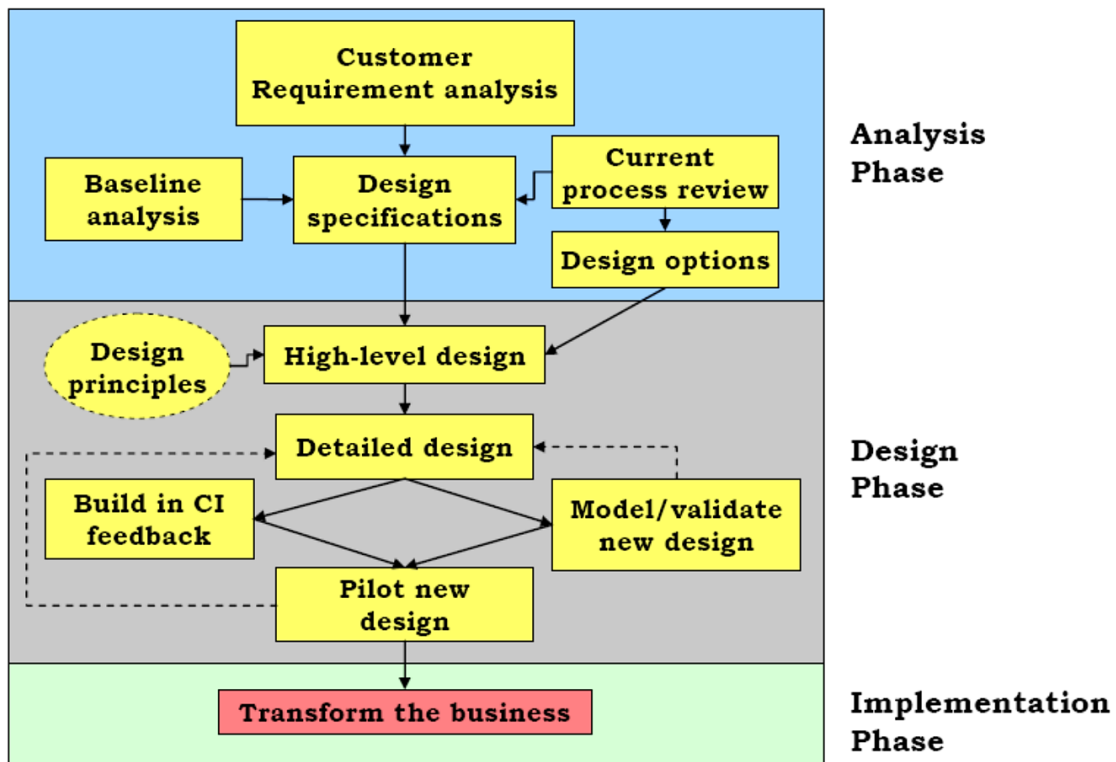 Customer
Requirement analysis
Analysis
Phase
Baseline
analysis
Design
specifications
Current
process review
Design options
Design
principles
High-level design
Detailed design
Design
Phase
Build in CI
feedback
Model/validate
new design
Pilot new
design
Transform the business
Implementation
Phase